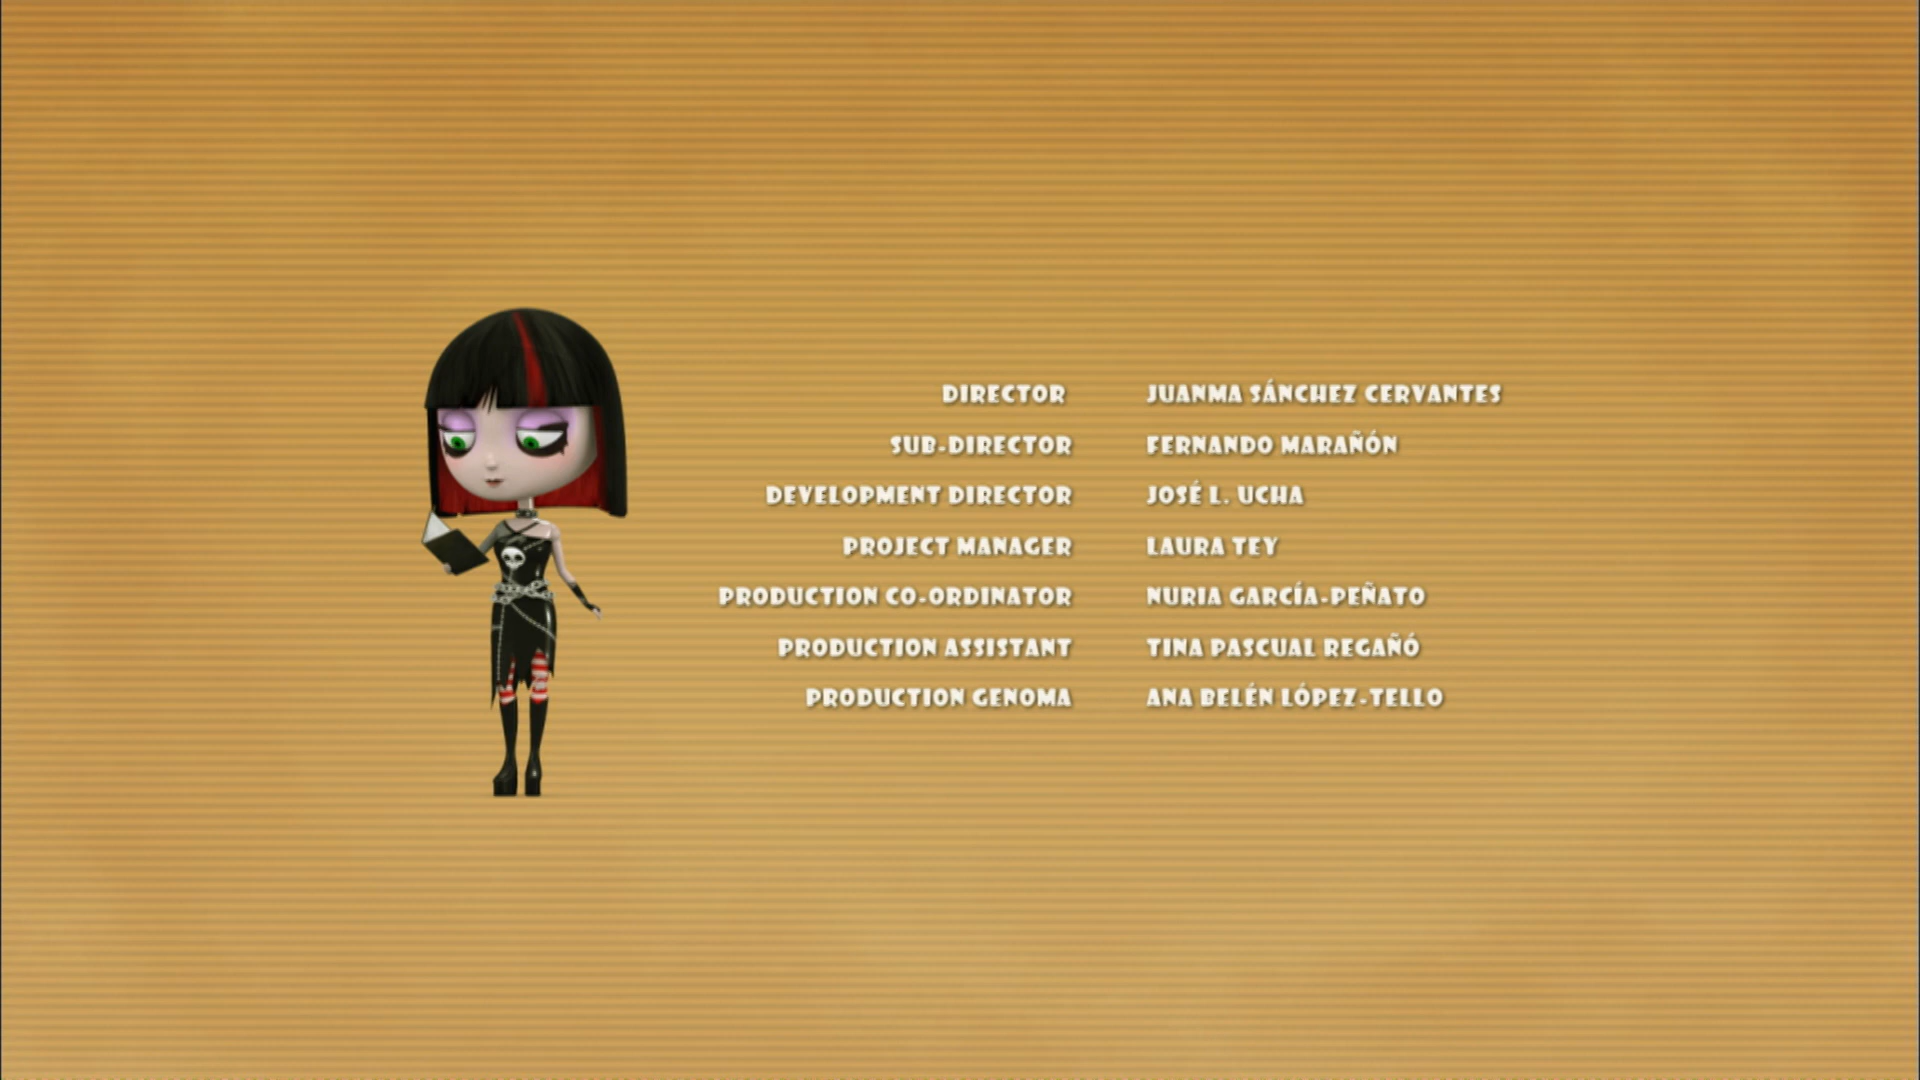 DIRECTOR JUANMA SÁNCHEZ CERVANTES
SUB-DIRECTOR FERNANDO MARAÑÓN
DEVELOPMENT DIRECTOR JOSÉ L. UCHA
PROJECT MANAGER LAURA TEY
PRODUCTION CO-ORDINATOR NURIA GARCÍA-PEÑATO
PRODUCTION ASSISTANT TINA PASCUAL REGAÑÓ
PRODUCTION GENOMA ANA BELÉN LÓPEZ-TELLO